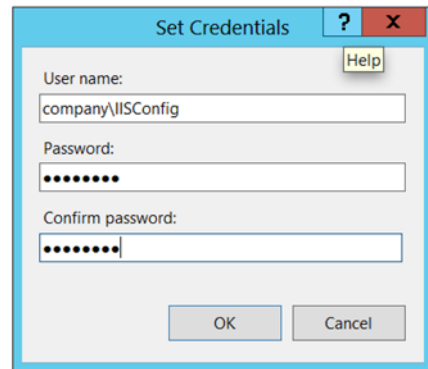 Set Credentials ? x
Help
User name:
company\IISConfig
Password:
••••••••
Confirm password:
••••••••
OK Cancel